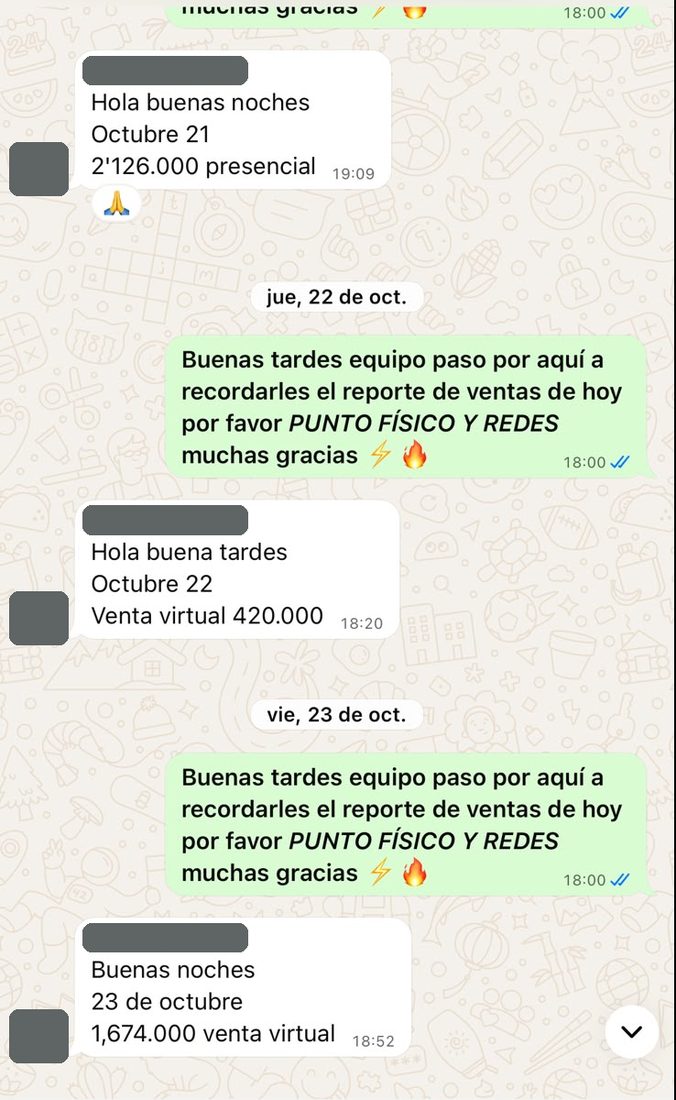 muchas gracias ⚡ 🔥
18:00
Hola buenas noches
Octubre 21
2'126.000 presencial
19:09
🙏
jue, 22 de oct.
Buenas tardes equipo paso por aquí a
recordarles el reporte de ventas de hoy
por favor PUNTO FÍSICO Y REDES
muchas gracias ⚡ 🔥
18:00
Hola buena tardes
Octubre 22
Venta virtual 420.000
18:20
vie, 23 de oct.
Buenas tardes equipo paso por aquí a
recordarles el reporte de ventas de hoy
por favor PUNTO FÍSICO Y REDES
muchas gracias ⚡ 🔥
18:00
Buenas noches
23 de octubre
1,674.000 venta virtual
18:52